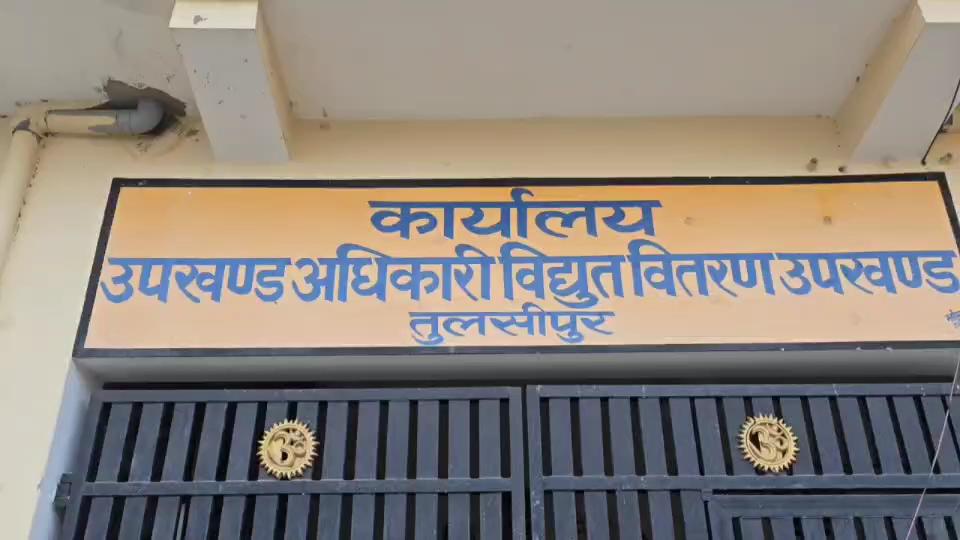 कार्यालय
उपखण्ड अधिकारी विद्युत वितरण उपखण्ड
तुलसीपुर